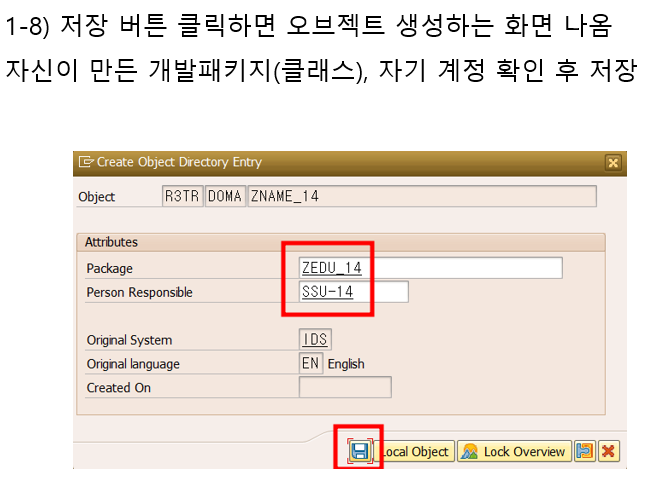 1-8) 저장 버튼 클릭하면 오브젝트 생성하는 화면 나옴
자신이 만든 개발패키지(클래스), 자기 계정 확인 후 저장
Create Object Directory Entry
Object R3TR DOMA ZNAME_14
Attributes
Package ZEDU_14
Person Responsible SSU-14
Original System IDS
Original language EN English
Created On
Local Object Lock Overview